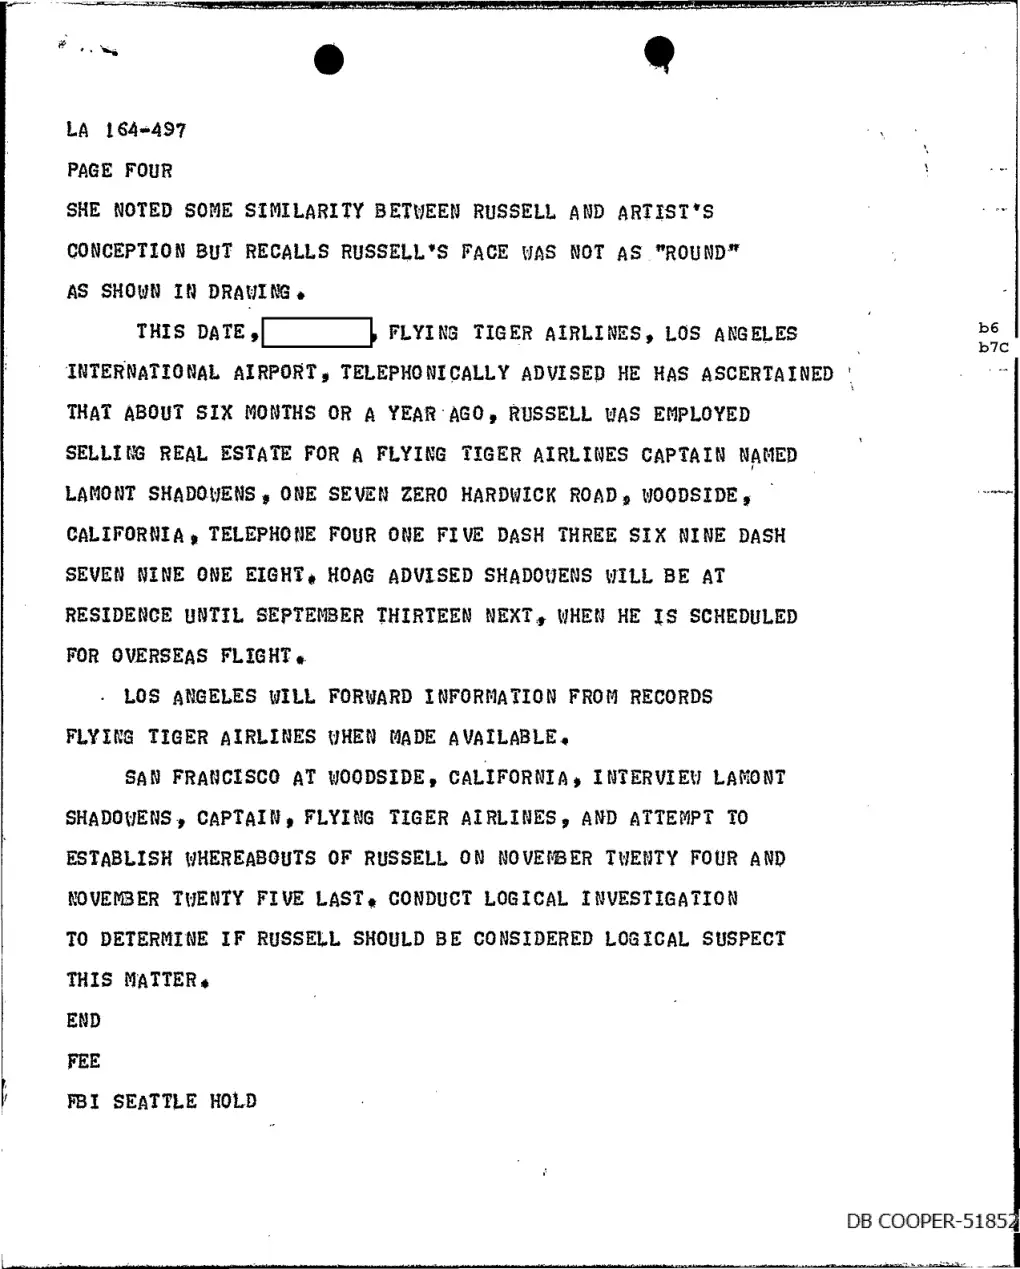 LA 164-497
PAGE FOUR
SHE NOTED SOME SIMILARITY BETWEEN RUSSELL AND ARTIST'S
CONCEPTION BUT RECALLS RUSSELL'S FACE WAS NOT AS "ROUND"
AS SHOWN IN DRAWING.
THIS DATE, , FLYING TIGER AIRLINES, LOS ANGELES
b6
b7C
INTERNATIONAL AIRPORT, TELEPHONICALLY ADVISED HE HAS ASCERTAINED
THAT ABOUT SIX MONTHS OR A YEAR AGO, RUSSELL WAS EMPLOYED
SELLING REAL ESTATE FOR A FLYING TIGER AIRLINES CAPTAIN NAMED
LAMONT SHADOWENS, ONE SEVEN ZERO HARDWICK ROAD, WOODSIDE,
CALIFORNIA, TELEPHONE FOUR ONE FIVE DASH THREE SIX NINE DASH
SEVEN NINE ONE EIGHT. HOAG ADVISED SHADOWENS WILL BE AT
RESIDENCE UNTIL SEPTEMBER THIRTEEN NEXT, WHEN HE IS SCHEDULED
FOR OVERSEAS FLIGHT.
LOS ANGELES WILL FORWARD INFORMATION FROM RECORDS
FLYING TIGER AIRLINES WHEN MADE AVAILABLE.
SAN FRANCISCO AT WOODSIDE, CALIFORNIA, INTERVIEW LAMONT
SHADOWENS, CAPTAIN, FLYING TIGER AIRLINES, AND ATTEMPT TO
ESTABLISH WHEREABOUTS OF RUSSELL ON NOVEMBER TWENTY FOUR AND
NOVEMBER TWENTY FIVE LAST. CONDUCT LOGICAL INVESTIGATION
TO DETERMINE IF RUSSELL SHOULD BE CONSIDERED LOGICAL SUSPECT
THIS MATTER.
END
FEE
FBI SEATTLE HOLD
DB COOPER-51852